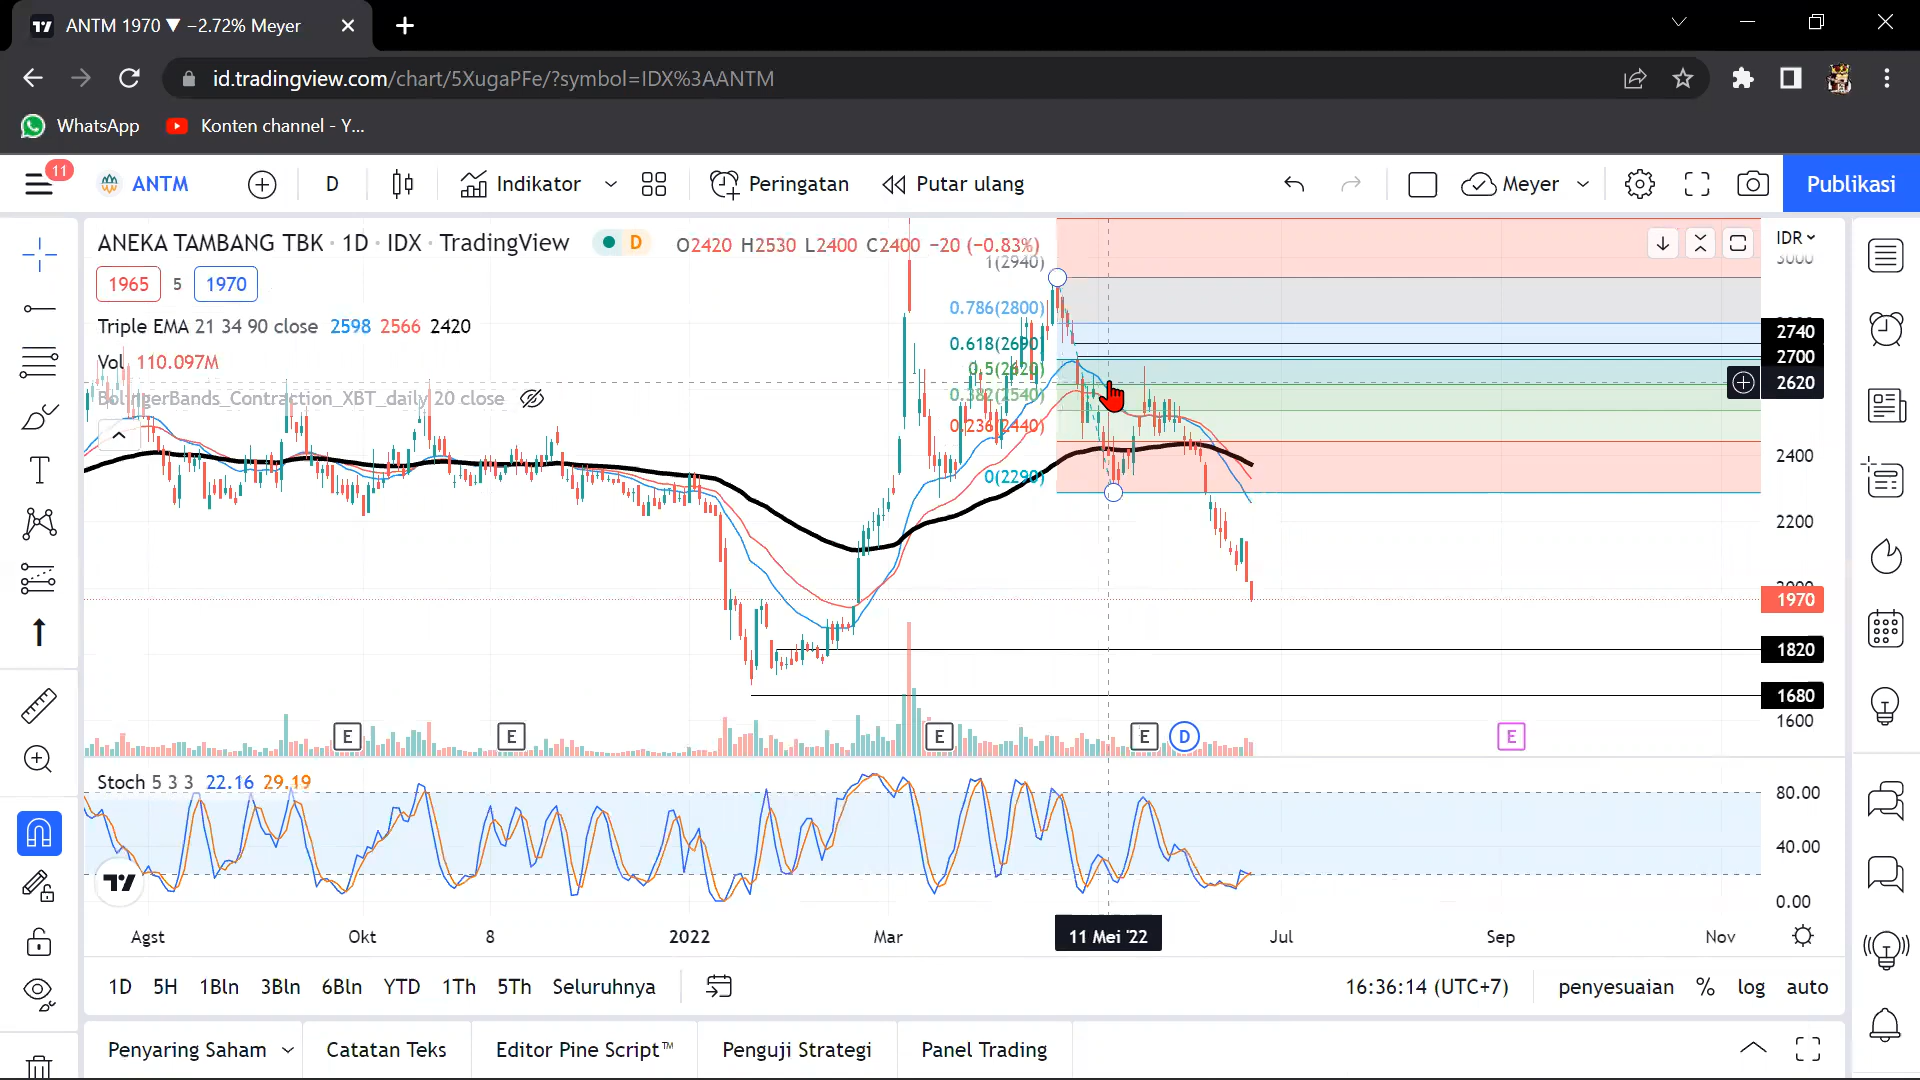 ANTM 1970 ▼ −2.72% Meyer
id.tradingview.com/chart/5XugaPFe/?symbol=IDX%3AANTM
WhatsApp
Konten channel - Y...
11
ANTM
D
Indikator
Peringatan
Putar ulang
Meyer
Publikasi
ANEKA TAMBANG TBK · 1D · IDX · TradingView
D
O2420 H2530 L2400 C2400 −20 (−0.83%)
IDR
3000
1965
5
1970
1(2940)
0.786(2800)
Triple EMA 21 34 90 close 2598 2566 2420
2740
0.618(2690)
2700
Vol 110.097M
0.5(2620)
2620
BolingerBands_Contraction_XBT_daily 20 close
0.382(2540)
0.236(2440)
2400
0(2290)
2200
2000
1970
1820
1680
1600
E
E
E
E
D
E
Stoch 5 3 3 22.16 29.19
80.00
40.00
0.00
Agst
Okt
8
2022
Mar
11 Mei '22
Jul
Sep
Nov
1D
5H
1Bln
3Bln
6Bln
YTD
1Th
5Th
Seluruhnya
16:36:14 (UTC+7)
penyesuaian
%
log
auto
Penyaring Saham
Catatan Teks
Editor Pine Script™
Penguji Strategi
Panel Trading